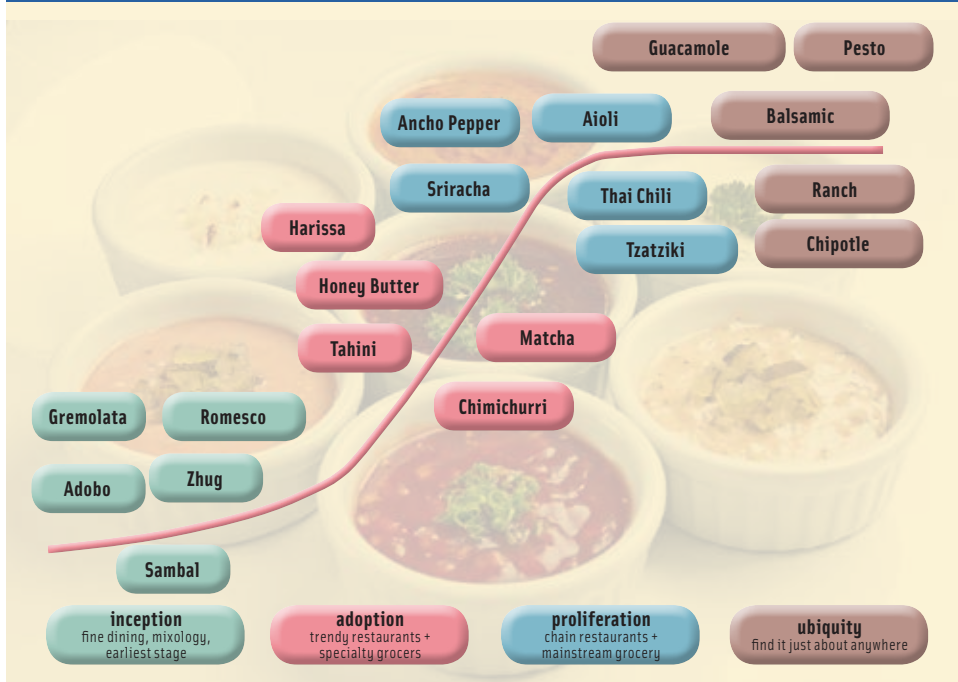 Guacamole
Pesto
Ancho Pepper
Aioli
Balsamic
Sriracha
Thai Chili
Ranch
Harissa
Tzatziki
Chipotle
Honey Butter
Tahini
Matcha
Chimichurri
Gremolata
Romesco
Adobo
Zhug
Sambal
inception
fine dining, mixology,
earliest stage
adoption
trendy restaurants +
specialty grocers
proliferation
chain restaurants +
mainstream grocery
ubiquity
find it just about anywhere